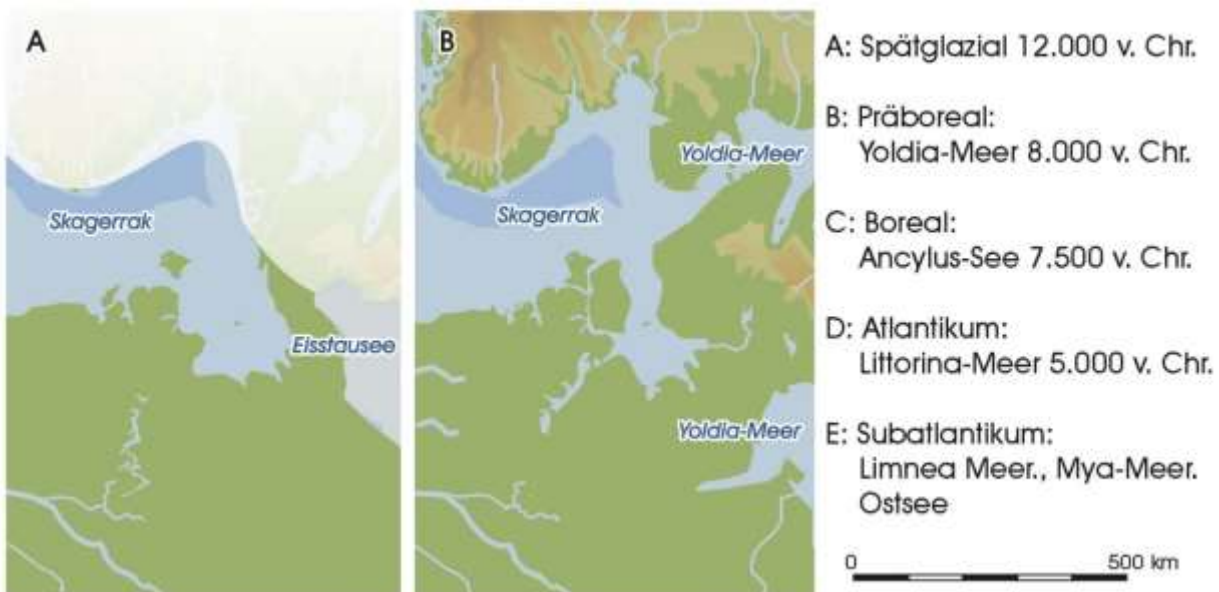 A
Skagerrak
Eisstausee
B
Yoldia-Meer
Skagerrak
Yoldia-Meer
A: Spätglazial 12.000 v. Chr.
B: Präboreal:
Yoldia-Meer 8.000 v. Chr.
C: Boreal:
Ancylus-See 7.500 v. Chr.
D: Atlantikum:
Littorina-Meer 5.000 v. Chr.
E: Subatlantikum:
Limnea Meer., Mya-Meer.
Ostsee
0 500 km